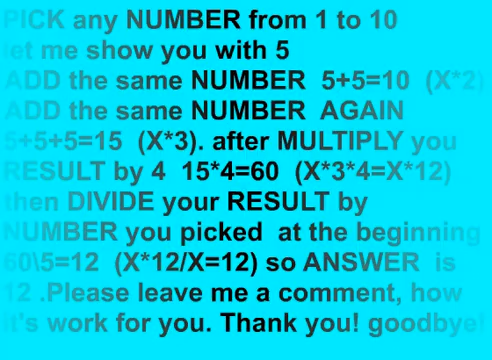 PICK any NUMBER from 1 to 10
let me show you with 5
ADD the same NUMBER 5+5=10 (X*2)
ADD the same NUMBER AGAIN
5+5+5=15 (X*3). after MULTIPLY you
RESULT by 4 15*4=60 (X*3*4=X*12)
then DIVIDE your RESULT by
NUMBER you picked at the beginning
60\5=12 (X*12/X=12) so ANSWER is
12 .Please leave me a comment, how
it's work for you. Thank you! goodbye!